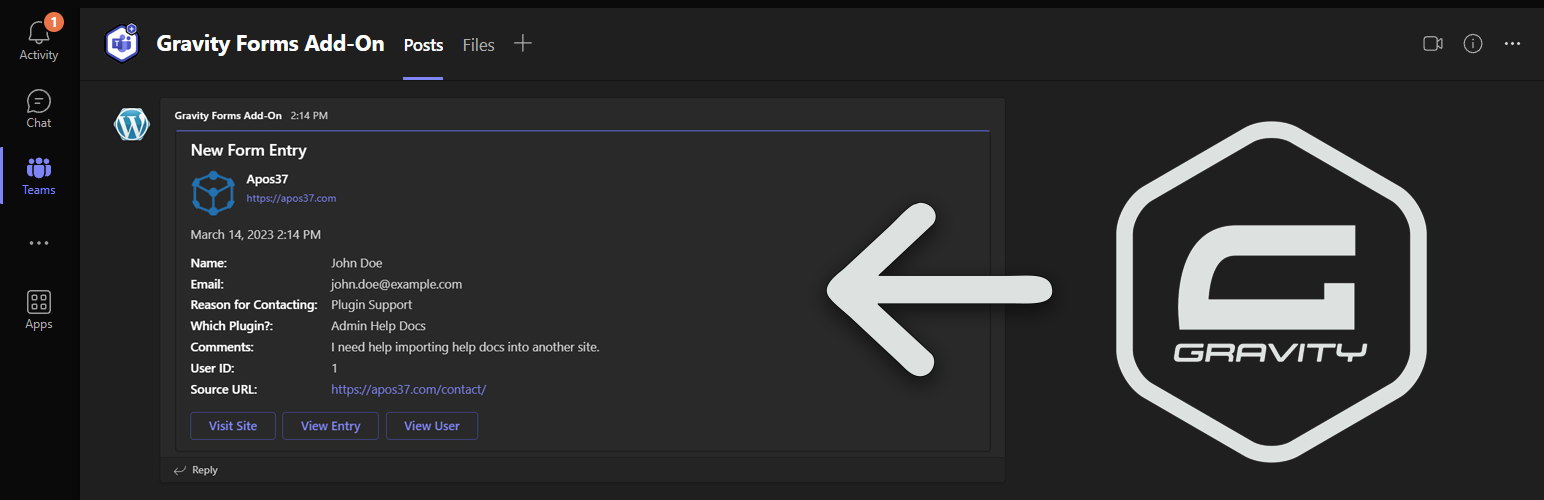 1
Activity
Chat
Teams
Apps
Gravity Forms Add-On Posts Files
Gravity Forms Add-On 2:14 PM
New Form Entry
Apos37
https://apos37.com
March 14, 2023 2:14 PM
Name: John Doe
Email: john.doe@example.com
Reason for Contacting: Plugin Support
Which Plugin?: Admin Help Docs
Comments: I need help importing help docs into another site.
User ID: 1
Source URL: https://apos37.com/contact/
Visit Site View Entry View User
Reply
GRAVITY